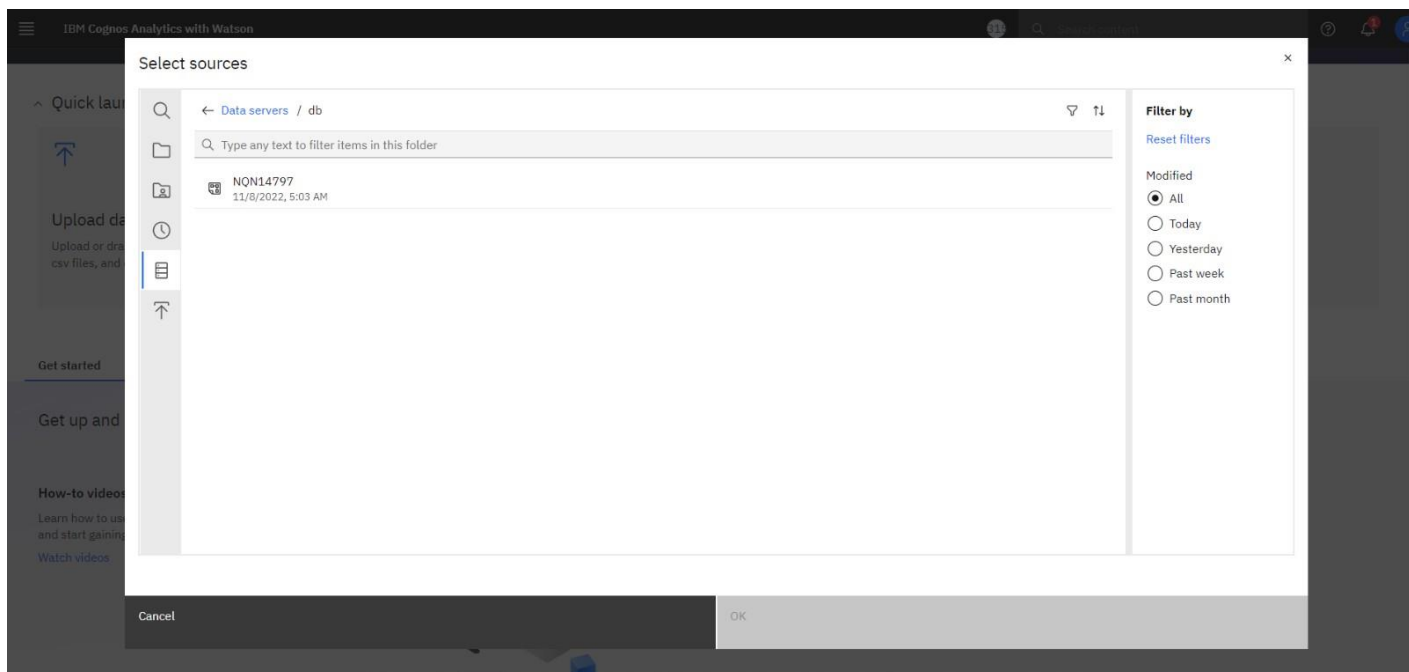 IBM Cognos Analytics with Watson
Search content
Select sources
Quick laun
Upload da
Upload or dra
csv files, and
Get started
Get up and
How-to videos
Learn how to us
and start gaining
Watch videos
← Data servers / db
Type any text to filter items in this folder
NQN14797
11/8/2022, 5:03 AM
Filter by
Reset filters
Modified
All
Today
Yesterday
Past week
Past month
Cancel
OK